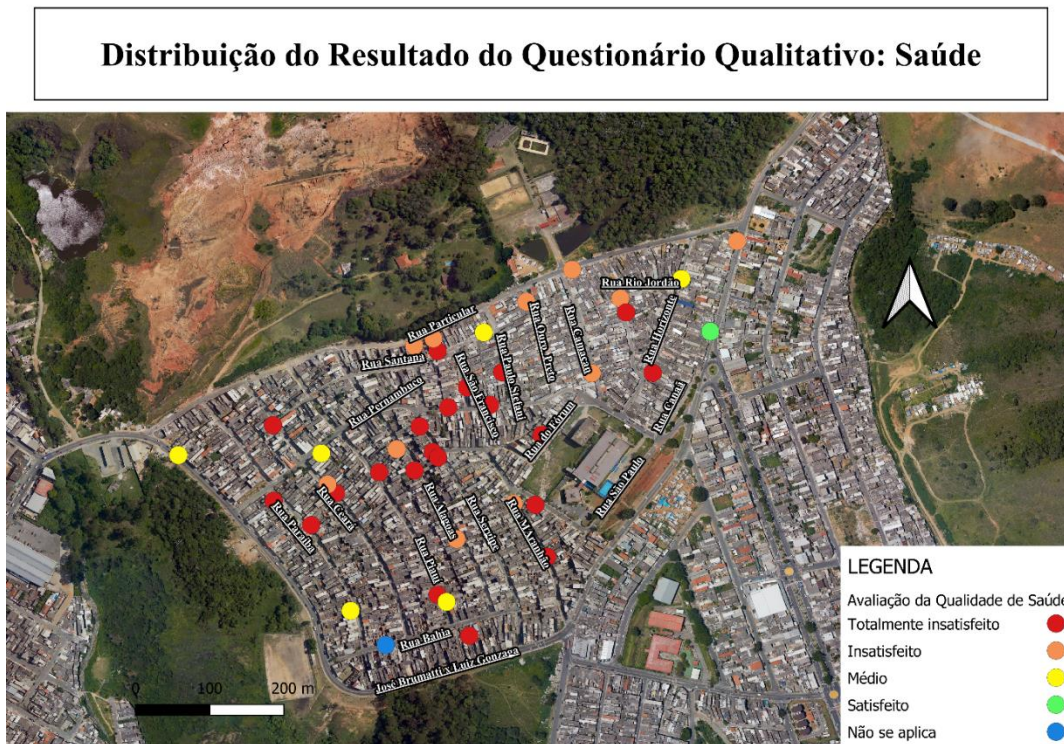 Distribuição do Resultado do Questionário Qualitativo: Saúde
Rua Rio Jordão
Rua Particular
Rua Santana
Rua Ouro Preto
Rua Camacan
Rua Horizonte
Rua Paulo Stefani
Rua Pernambuco
Rua São Francisco
Rua Canaã
Rua do Fórum
Rua São Paulo
Rua Ceará
Rua Paraíba
Rua Alagoas
Rua Sergipe
Rua MAranhão
Rua Piauí
Rua Bahia
José Brumatti x Luiz Gonzaga
0 100 200 m
LEGENDA
Avaliação da Qualidade de Saúde
Totalmente insatisfeito
Insatisfeito
Médio
Satisfeito
Não se aplica